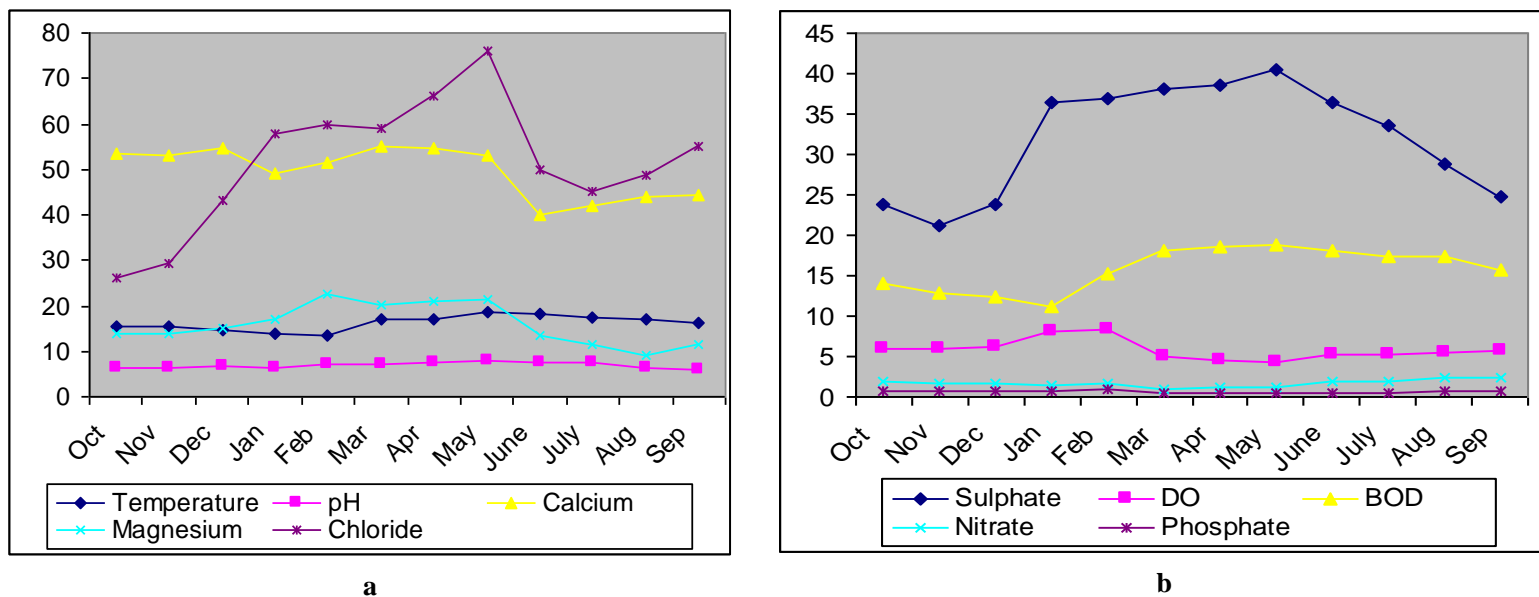 80
70
60
50
40
30
20
10
0
Oct Nov Dec Jan Feb Mar Apr May June July Aug Sep
Temperature pH Calcium
Magnesium Chloride
a
45
40
35
30
25
20
15
10
5
0
Oct Nov Dec Jan Feb Mar Apr May June July Aug Sep
Sulphate DO BOD
Nitrate Phosphate
b